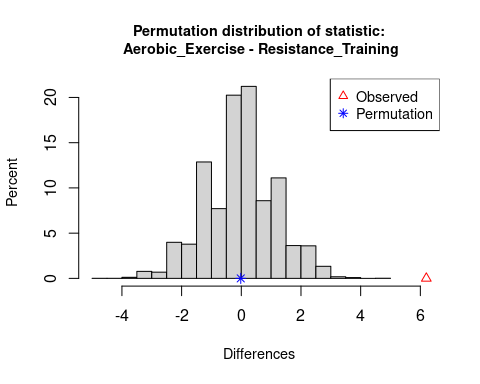 Permutation distribution of statistic:
Aerobic_Exercise - Resistance_Training
Observed
Permutation
Percent
20
15
10
5
0
-4 -2 0 2 4 6
Differences